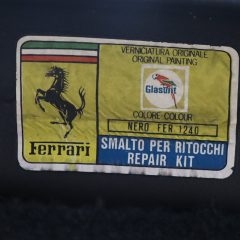 VERNICIATURA ORIGINALE
ORIGINAL PAINTING
Glasurit
COLORE-COLOUR
NERO FER 1240
Ferrari
SMALTO PER RITOCCHI
REPAIR KIT